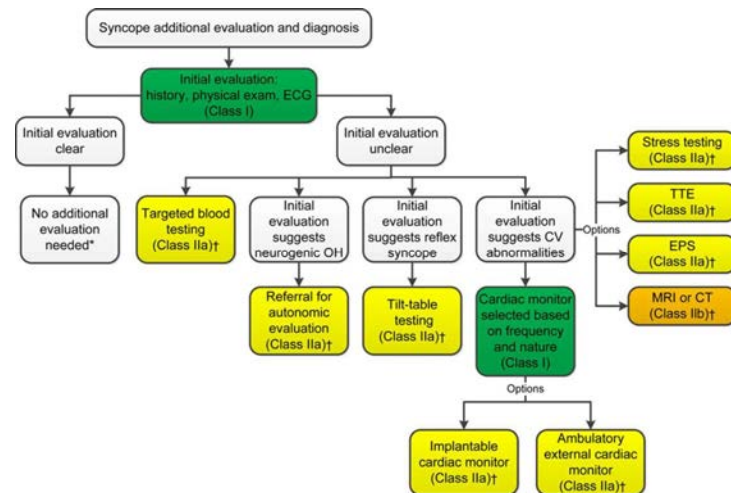 Syncope additional evaluation and diagnosis
Initial evaluation:
history, physical exam, ECG
(Class I)
Initial evaluation
clear
Initial evaluation
unclear
No additional
evaluation
needed*
Targeted blood
testing
(Class IIa)†
Initial
evaluation
suggests
neurogenic OH
Initial
evaluation
suggests reflex
syncope
Initial
evaluation
suggests CV
abnormalities
Options
Stress testing
(Class IIa)†
TTE
(Class IIa)†
EPS
(Class IIa)†
MRI or CT
(Class IIb)†
Referral for
autonomic
evaluation
(Class IIa)†
Tilt-table
testing
(Class IIa)†
Cardiac monitor
selected based
on frequency
and nature
(Class I)
Options
Implantable
cardiac monitor
(Class IIa)†
Ambulatory
external cardiac
monitor
(Class IIa)†